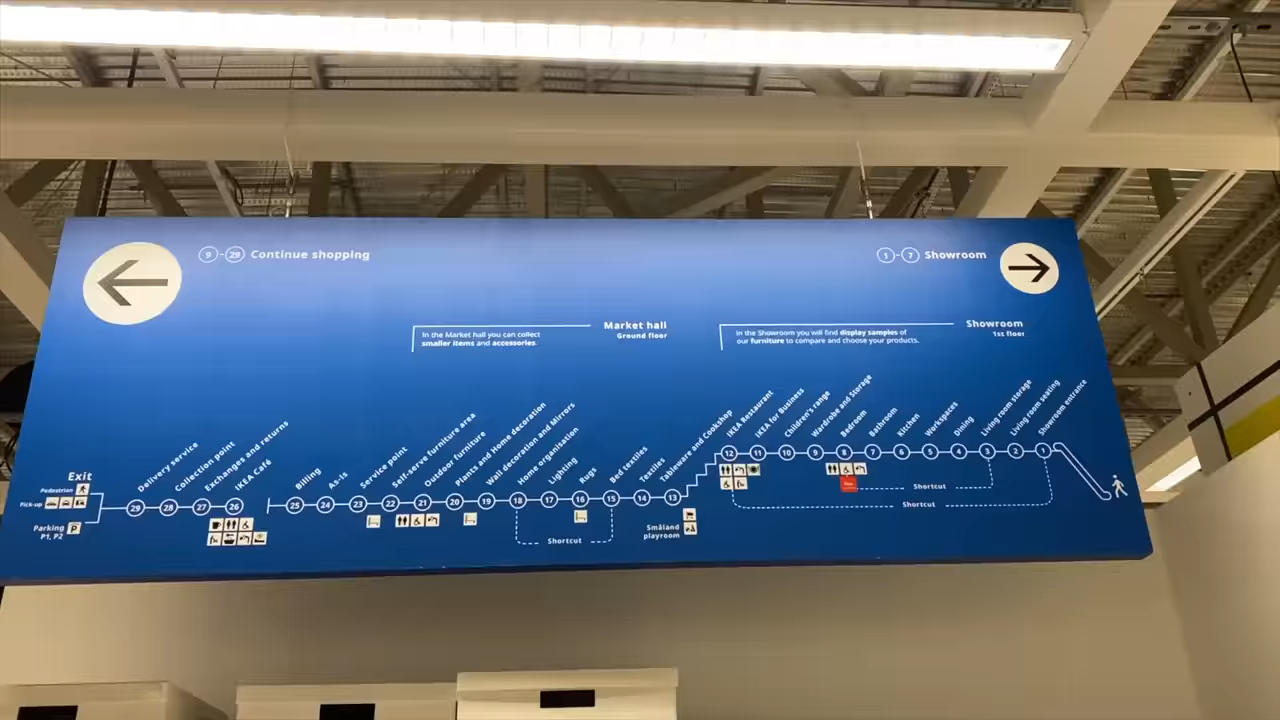 9 - 29 Continue shopping
1 - 7 Showroom
Market hall
Ground floor
In the Market hall you can collect
smaller items and accessories.
Showroom
1st floor
In the Showroom you will find display samples of
our furniture to compare and choose your products.
Exit
Pedestrian
Pick-up
Parking
P1, P2
P
29 Delivery service
28 Collection point
27 Exchanges and returns
26 IKEA Café
25 Billing
24 As-is
23 Service point
22 Self-serve furniture area
21 Outdoor furniture
20 Plants and Home decoration
19 Wall decoration and Mirrors
18 Home organisation
17 Lighting
16 Rugs
15 Bed textiles
14 Textiles
13 Tableware and Cookshop
12 IKEA Restaurant
11 IKEA for Business
10 Children's range
9 Wardrobe and Storage
8 Bedroom
7 Bathroom
6 Kitchen
5 Workspaces
4 Dining
3 Living room storage
2 Living room seating
1 Showroom entrance
Shortcut
Shortcut
Shortcut
Småland
playroom